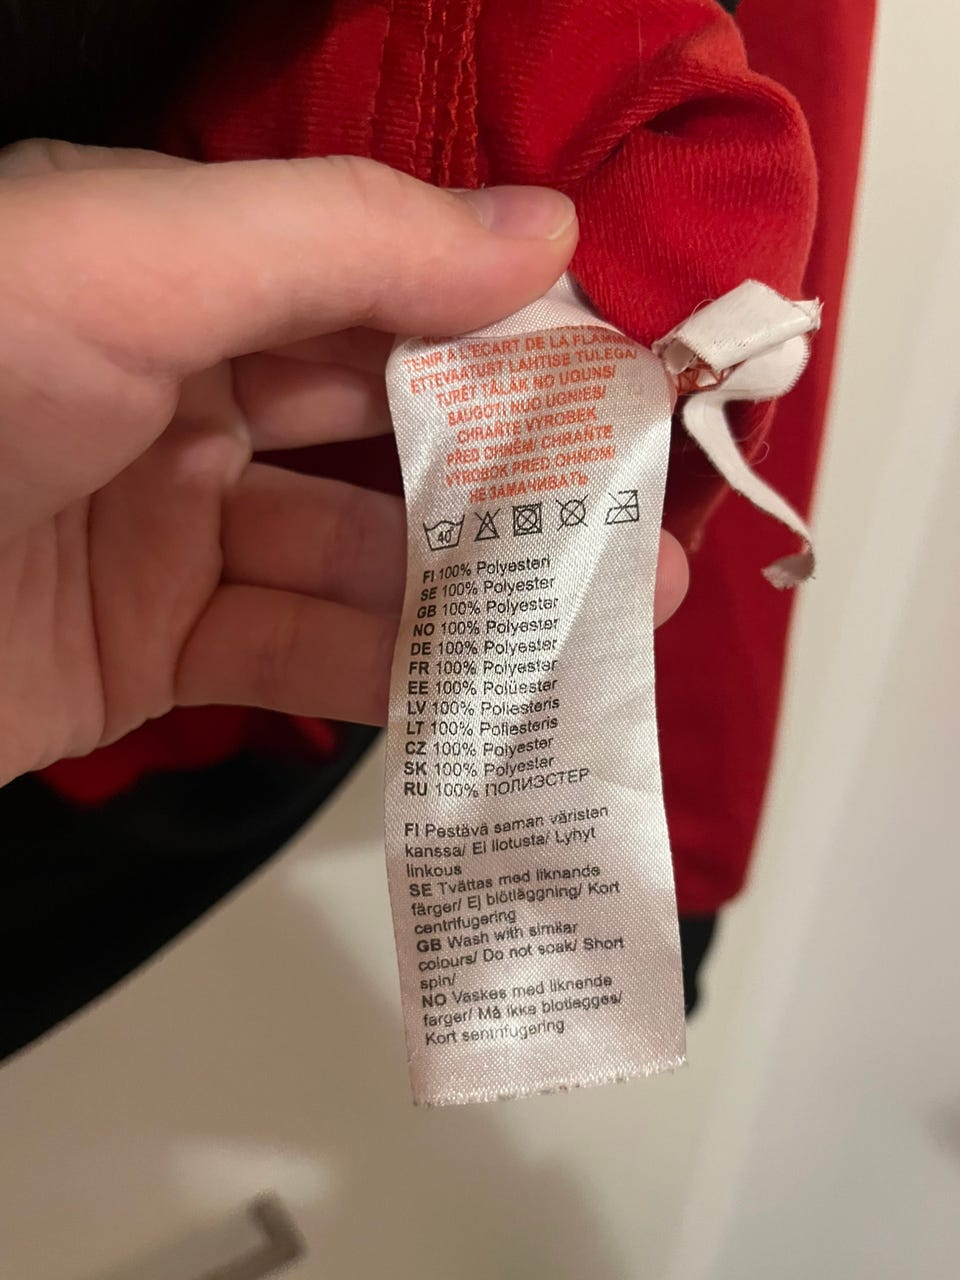 TENIR À L'ECART DE LA FLAMME/
ETTEVAATUST LAHTISE TULEGA/
TURĒT TĀLĀK NO UGUNS/
SAUGOTI NUO UGNIES/
CHRAŇTE VÝROBEK
PŘED OHNĚM/ CHRAŇTE
VÝROBOK PRED OHŇOM/
НЕ ЗАМАЧИВАТЬ
40
FI 100% Polyesteri
SE 100% Polyester
GB 100% Polyester
NO 100% Polyester
DE 100% Polyester
FR 100% Polyester
EE 100% Polüester
LV 100% Poliesteris
LT 100% Poliesteris
CZ 100% Polyester
SK 100% Polyester
RU 100% ПОЛИЭСТЕР
FI Pestävä saman väristen
kanssa/ Ei liotusta/ Lyhyt
linkous
SE Tvättas med liknande
färger/ Ej blötläggning/ Kort
centrifugering
GB Wash with similar
colours/ Do not soak/ Short
spin/
NO Vaskes med liknende
farger/ Må ikke bløtlegges/
Kort sentrifugering